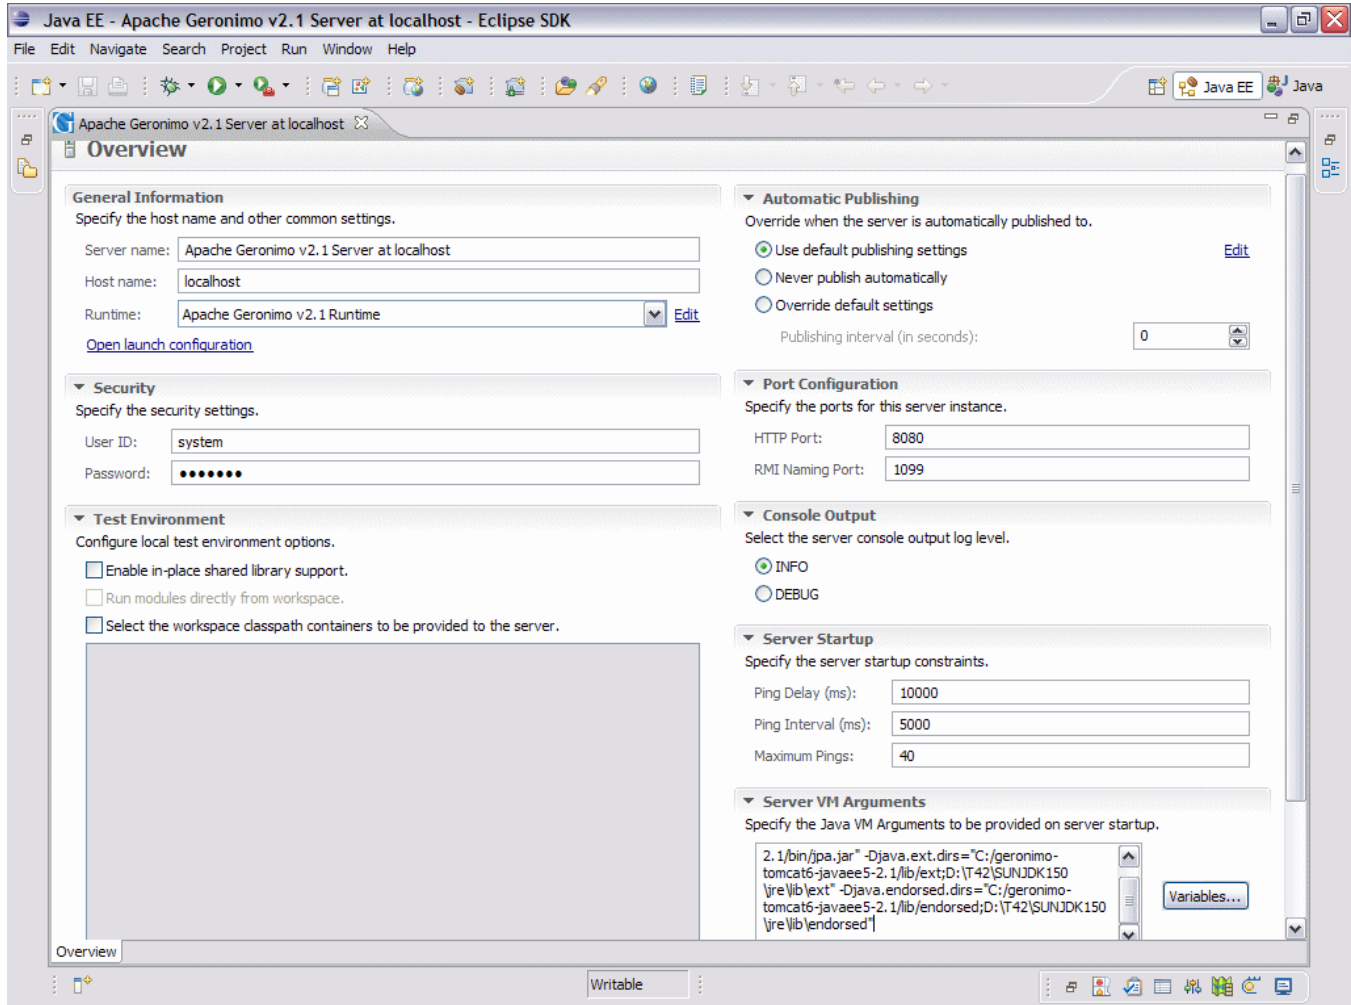 Java EE - Apache Geronimo v2.1 Server at localhost - Eclipse SDK
File Edit Navigate Search Project Run Window Help
Java EE Java
Apache Geronimo v2.1 Server at localhost
Overview
General Information
Specify the host name and other common settings.
Server name: Apache Geronimo v2.1 Server at localhost
Host name: localhost
Runtime: Apache Geronimo v2.1 Runtime Edit
Open launch configuration
Security
Specify the security settings.
User ID: system
Password: •••••••
Test Environment
Configure local test environment options.
Enable in-place shared library support.
Run modules directly from workspace.
Select the workspace classpath containers to be provided to the server.
Automatic Publishing
Override when the server is automatically published to.
Use default publishing settings Edit
Never publish automatically
Override default settings
Publishing interval (in seconds): 0
Port Configuration
Specify the ports for this server instance.
HTTP Port: 8080
RMI Naming Port: 1099
Console Output
Select the server console output log level.
INFO
DEBUG
Server Startup
Specify the server startup constraints.
Ping Delay (ms): 10000
Ping Interval (ms): 5000
Maximum Pings: 40
Server VM Arguments
Specify the Java VM Arguments to be provided on server startup.
2.1/bin/jpa.jar" -Djava.ext.dirs="C:/geronimo-
tomcat6-javaee5-2.1/lib/ext;D:\T42\SUNJDK150
\jre\lib\ext" -Djava.endorsed.dirs="C:/geronimo-
tomcat6-javaee5-2.1/lib/endorsed;D:\T42\SUNJDK150
\jre\lib\endorsed"
Variables...
Overview
Writable